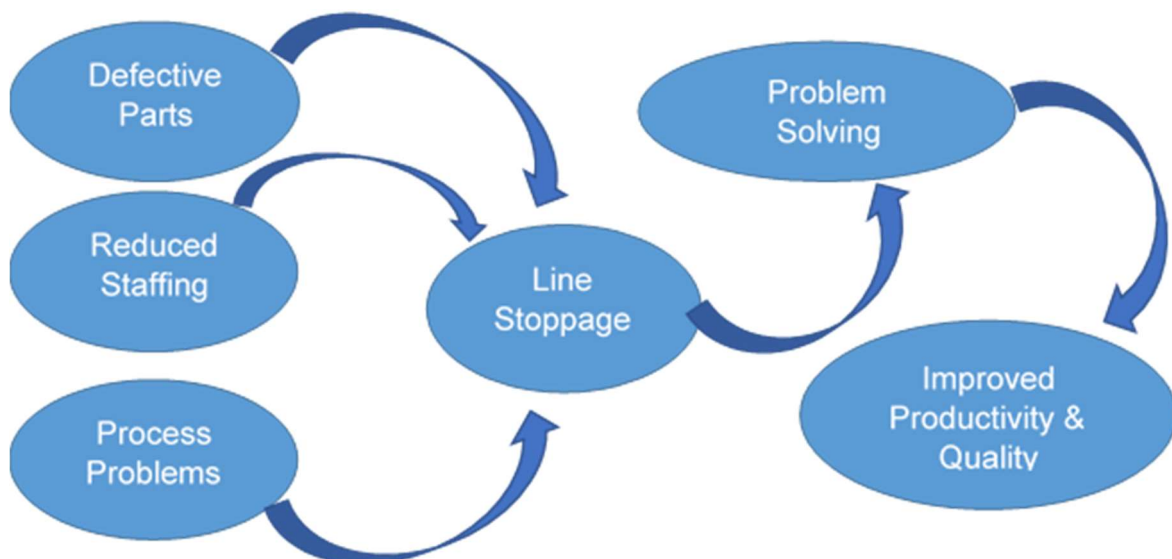 Defective
Parts
Reduced
Staffing
Process
Problems
Line
Stoppage
Problem
Solving
Improved
Productivity &
Quality